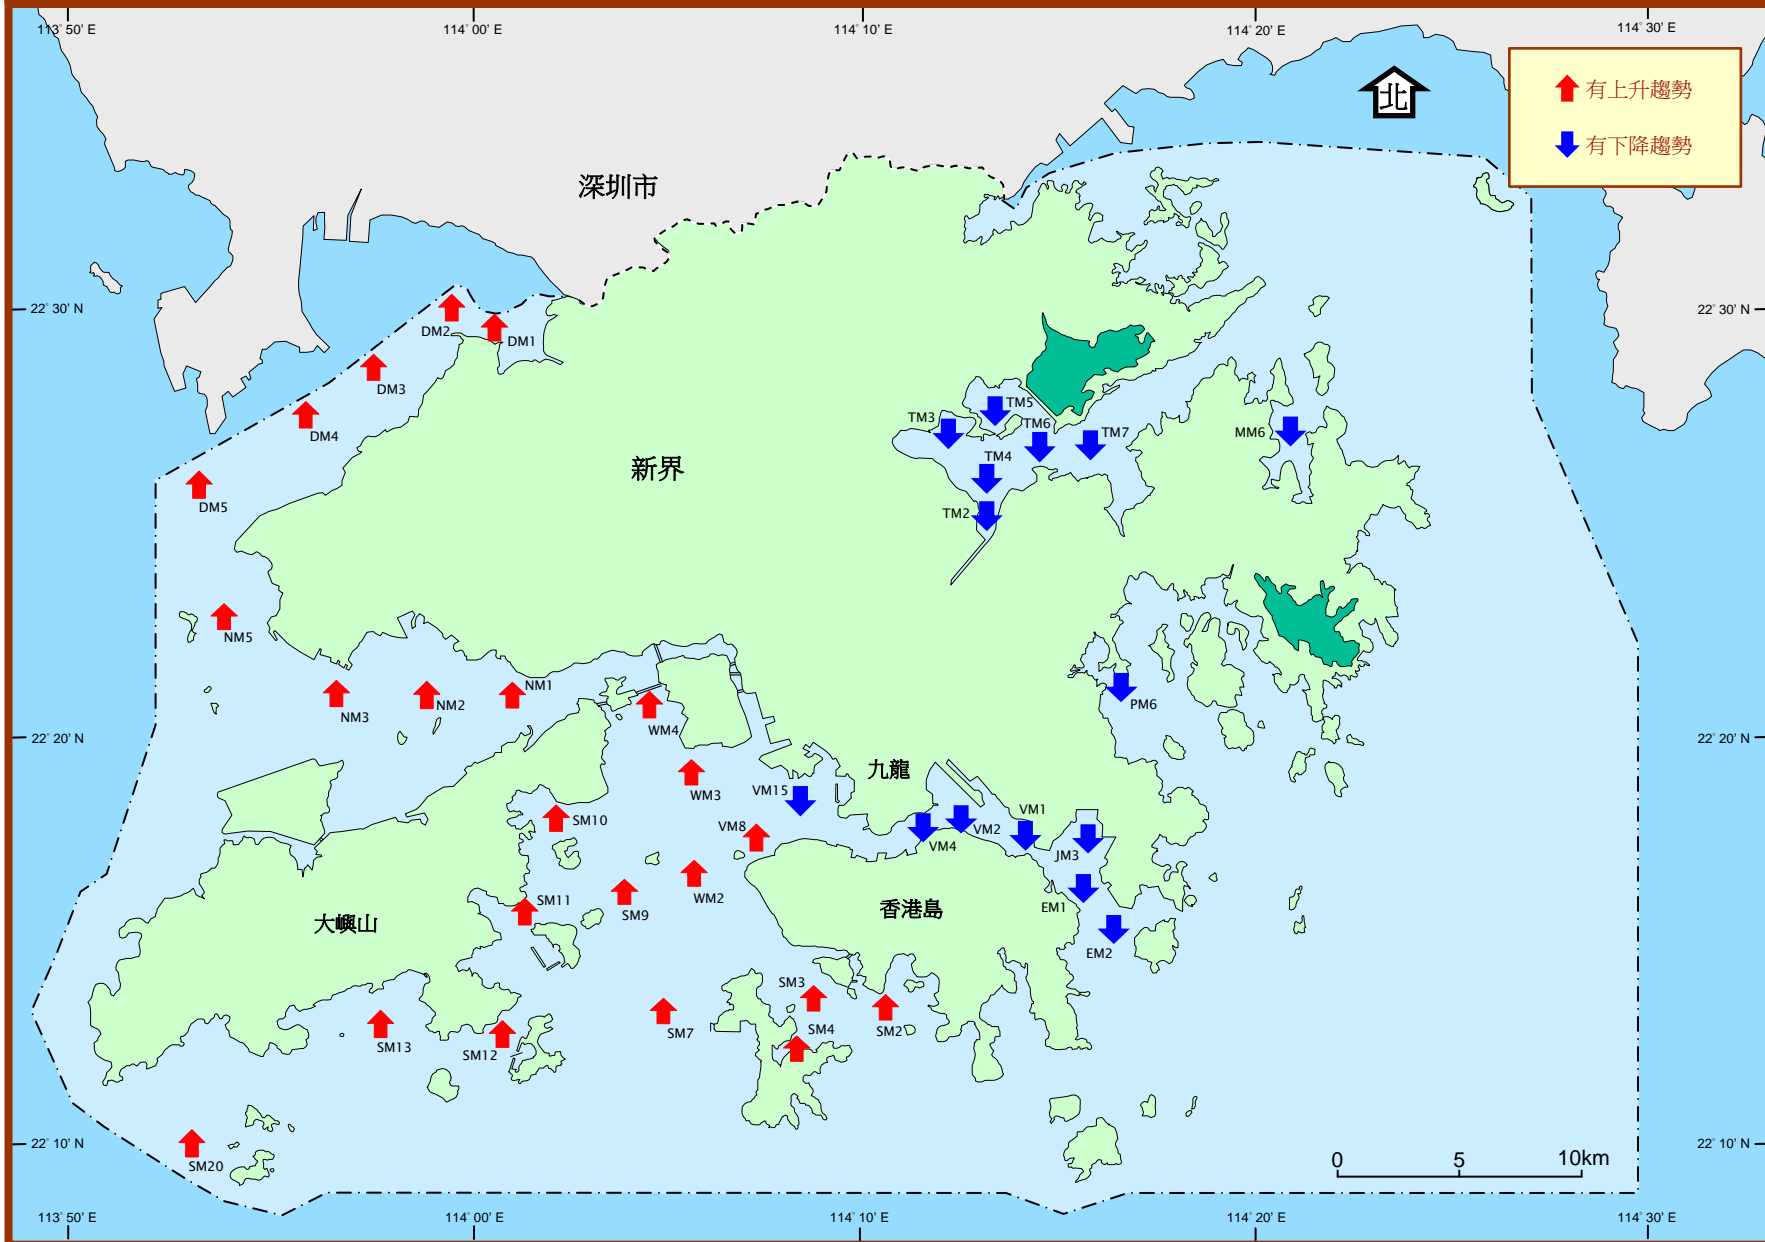 113° 50' E
114° 00' E
114° 10' E
114° 20' E
114° 30' E
北
有上升趨勢
有下降趨勢
深圳市
22° 30' N
22° 30' N
DM2
DM1
DM3
DM4
DM5
TM5
TM3
TM6
TM7
TM4
TM2
MM6
新界
NM5
NM3
NM2
NM1
WM4
PM6
22° 20' N
22° 20' N
九龍
WM3
VM15
VM8
VM4
VM2
VM1
JM3
SM10
SM11
SM9
WM2
EM1
EM2
大嶼山
香港島
SM3
SM4
SM2
SM7
SM13
SM12
22° 10' N
22° 10' N
SM20
0 5 10km
113° 50' E
114° 00' E
114° 10' E
114° 20' E
114° 30' E